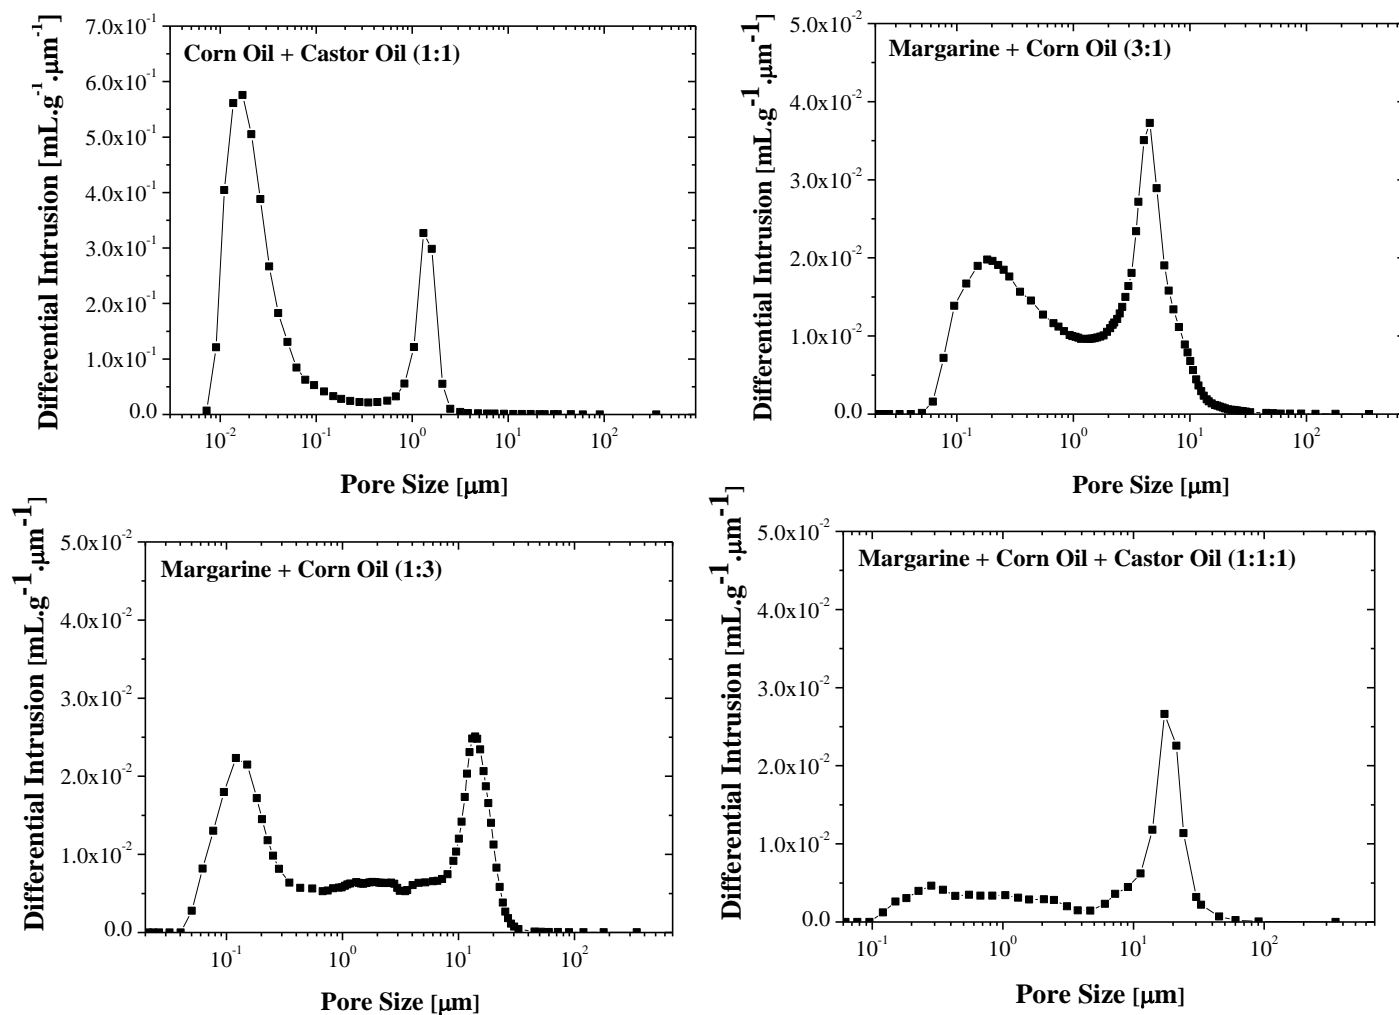 Differential Intrusion [mL.g⁻¹.μm⁻¹]
Corn Oil + Castor Oil (1:1)
7.0x10⁻¹
6.0x10⁻¹
5.0x10⁻¹
4.0x10⁻¹
3.0x10⁻¹
2.0x10⁻¹
1.0x10⁻¹
0.0
10⁻² 10⁻¹ 10⁰ 10¹ 10²
Pore Size [μm]
Differential Intrusion [mL.g⁻¹.μm⁻¹]
Margarine + Corn Oil (3:1)
5.0x10⁻²
4.0x10⁻²
3.0x10⁻²
2.0x10⁻²
1.0x10⁻²
0.0
10⁻¹ 10⁰ 10¹ 10²
Pore Size [μm]
Differential Intrusion [mL.g⁻¹.μm⁻¹]
Margarine + Corn Oil (1:3)
5.0x10⁻²
4.0x10⁻²
3.0x10⁻²
2.0x10⁻²
1.0x10⁻²
0.0
10⁻¹ 10⁰ 10¹ 10²
Pore Size [μm]
Differential Intrusion [mL.g⁻¹.μm⁻¹]
Margarine + Corn Oil + Castor Oil (1:1:1)
5.0x10⁻²
4.0x10⁻²
3.0x10⁻²
2.0x10⁻²
1.0x10⁻²
0.0
10⁻¹ 10⁰ 10¹ 10²
Pore Size [μm]